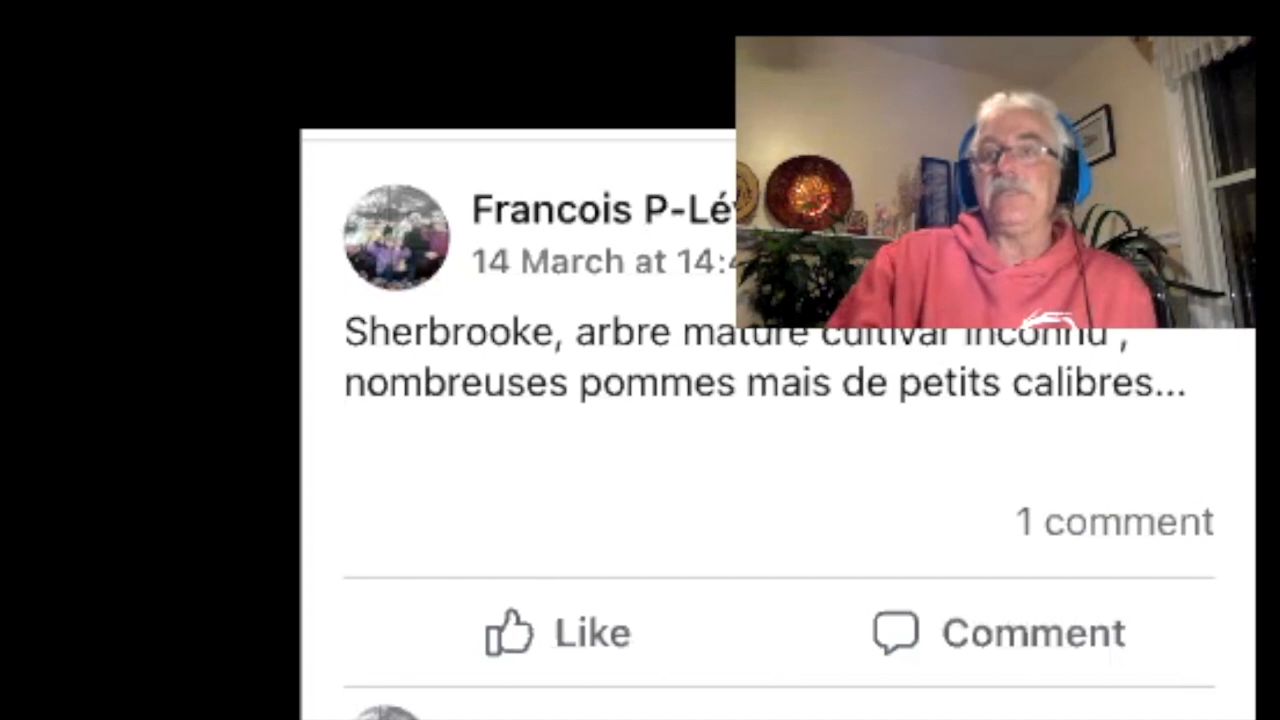 Francois P-Lé
14 March at 14:
Sherbrooke, arbre mature cultivar inconnu ,
nombreuses pommes mais de petits calibres...
1 comment
Like
Comment